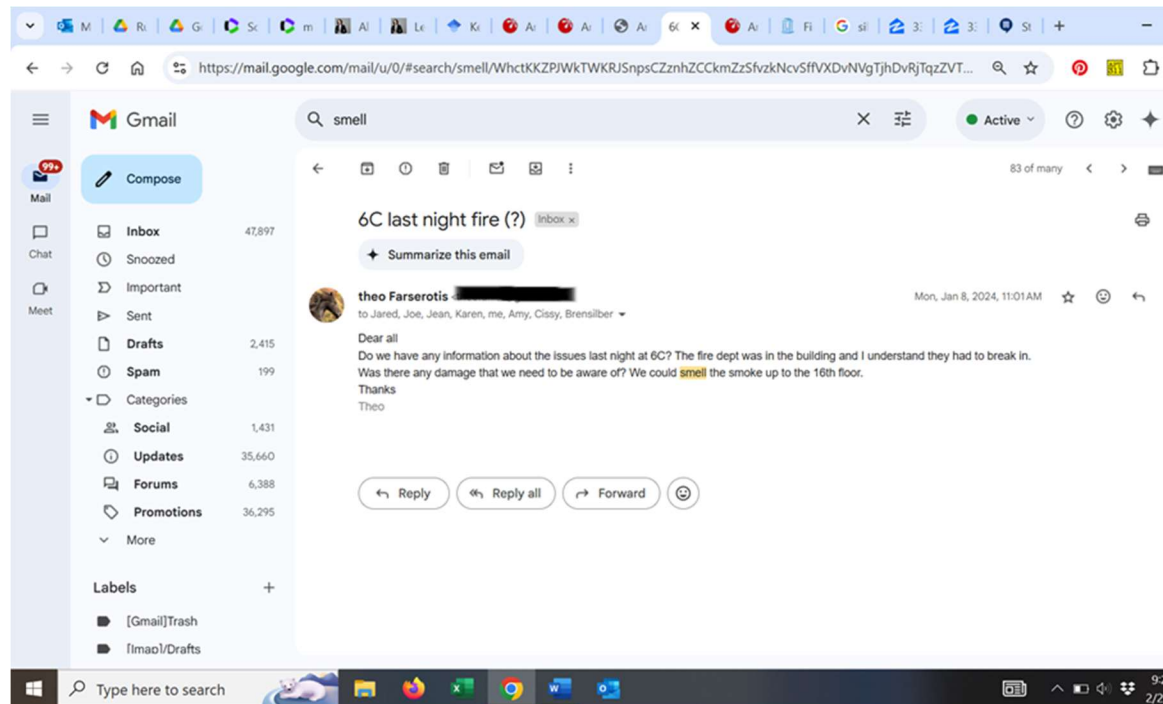 M
G
https://mail.google.com/mail/u/0/#search/smell/WhctKKZPJWkTWKRJSnpsCZznhZCCkmZzSfvzkNcvSffVXDvNVgTjhDvRjTqzZVT...
Gmail
smell
Active
99+
Mail
Chat
Meet
Compose
83 of many
Inbox 47,897
Snoozed
Important
Sent
Drafts 2,415
Spam 199
Categories
Social 1,431
Updates 35,660
Forums 6,388
Promotions 36,295
More
Labels
[Gmail]Trash
[Imap]/Drafts
6C last night fire (?) Inbox x
Summarize this email
theo Farserotis
Mon, Jan 8, 2024, 11:01 AM
to Jared, Joe, Jean, Karen, me, Amy, Cissy, Brensilber
Dear all
Do we have any information about the issues last night at 6C? The fire dept was in the building and I understand they had to break in.
Was there any damage that we need to be aware of? We could smell the smoke up to the 16th floor.
Thanks
Theo
Reply
Reply all
Forward
Type here to search